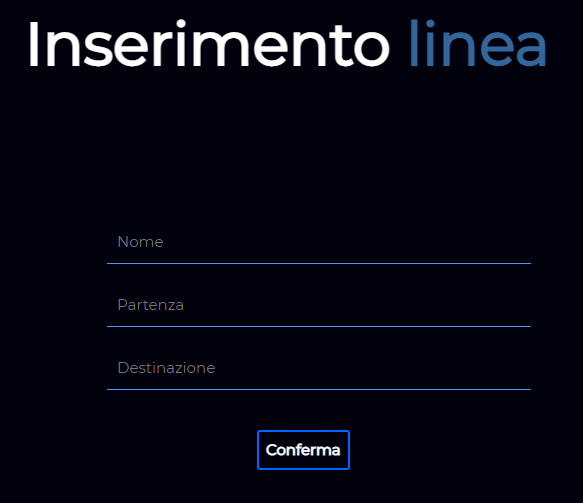 Inserimento linea
Nome
Partenza
Destinazione
Conferma